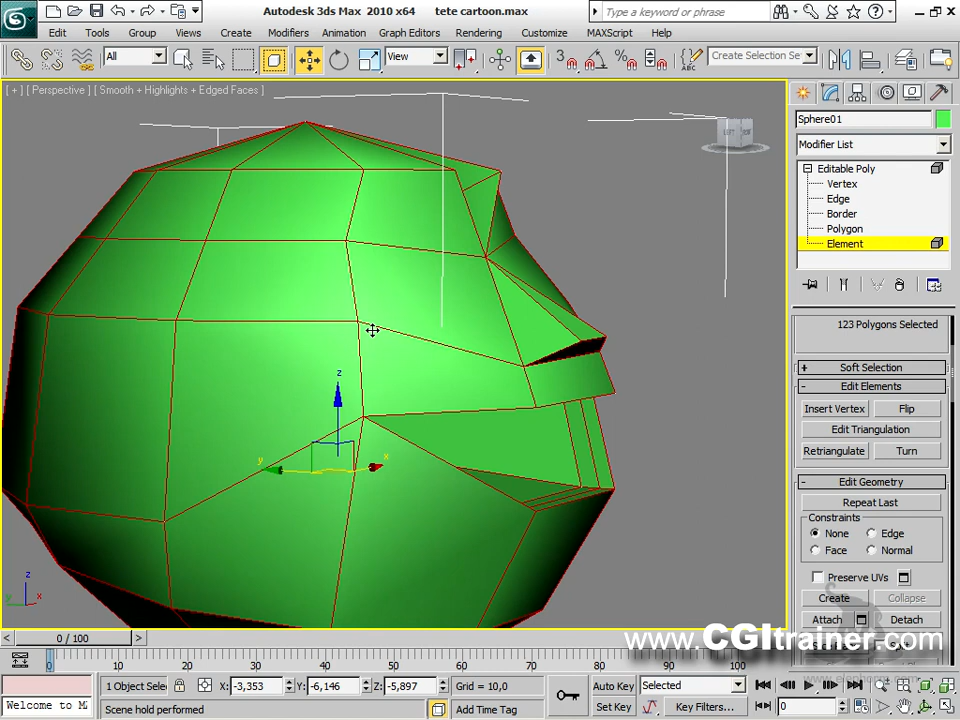 Autodesk 3ds Max 2010 x64 tete cartoon.max
Type a keyword or phrase
Edit Tools Group Views Create Modifiers Animation Graph Editors Rendering Customize MAXScript Help
All View Create Selection Se
[ + ] [ Perspective ] [ Smooth + Highlights + Edged Faces ]
Sphere01
Modifier List
Editable Poly
Vertex
Edge
Border
Polygon
Element
123 Polygons Selected
+ Soft Selection
- Edit Elements
Insert Vertex Flip
Edit Triangulation
Retriangulate Turn
- Edit Geometry
Repeat Last
Constraints
None Edge
Face Normal
Preserve UVs
Create Collapse
Attach Detach
z
y x
z
y x
www.CGItrainer.com
< 0 / 100 >
0 10 20 30 40 50 60 70 80 90 100
1 Object Selec X: -3,353 Y: -6,146 Z: -5,897 Grid = 10,0 Auto Key Selected
Welcome to M Scene hold performed Add Time Tag Set Key Key Filters... 0